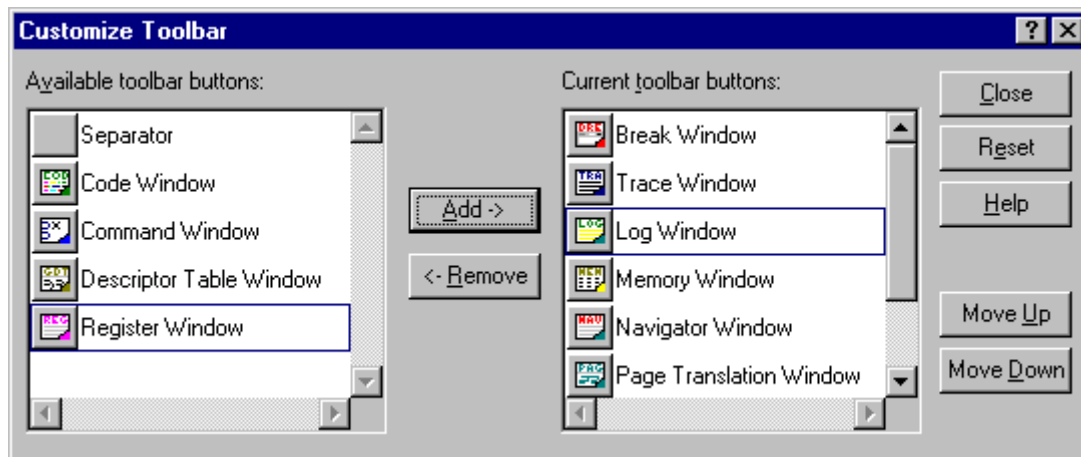 Customize Toolbar
Available toolbar buttons:
Separator
Code Window
Command Window
Descriptor Table Window
Register Window
Add ->
<- Remove
Current toolbar buttons:
Break Window
Trace Window
Log Window
Memory Window
Navigator Window
Page Translation Window
Close
Reset
Help
Move Up
Move Down